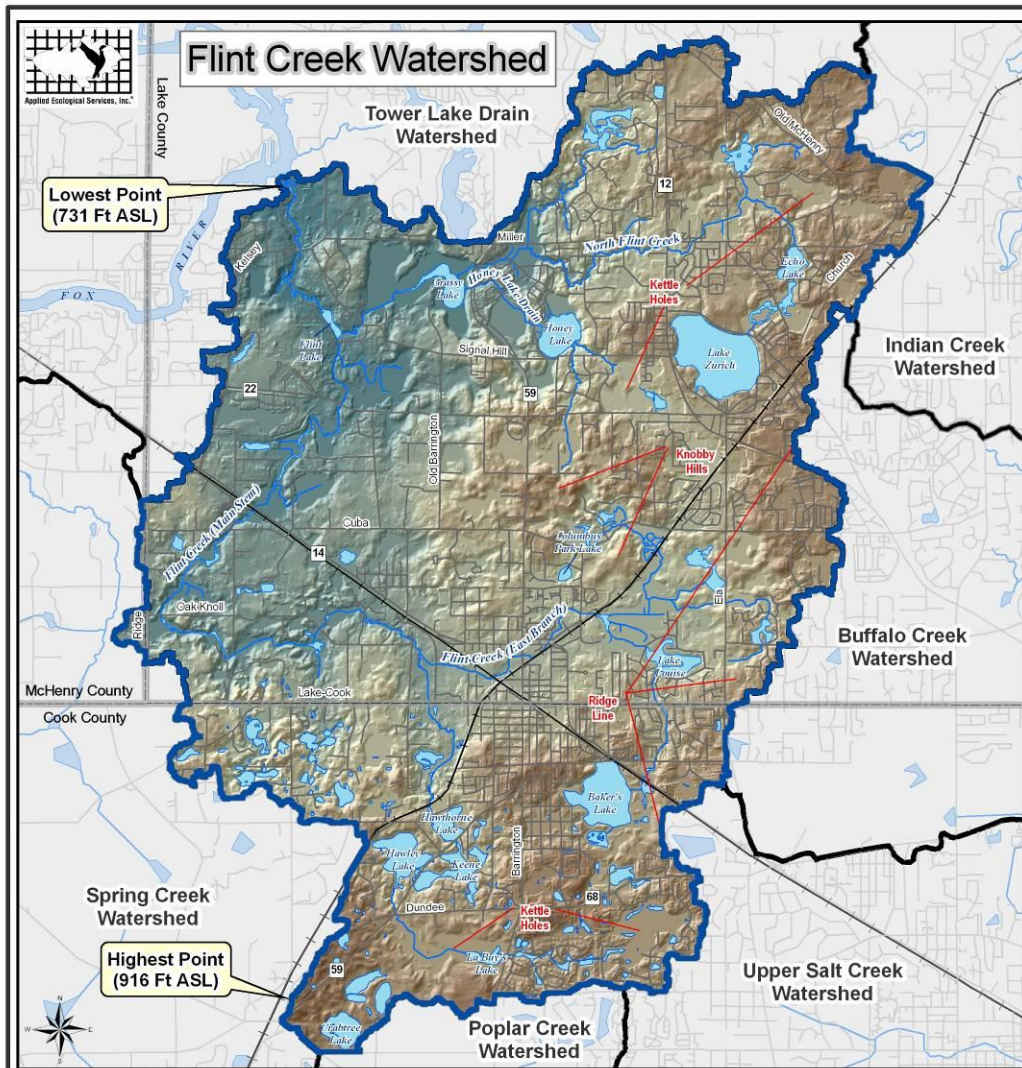 Flint Creek Watershed
Applied Ecological Services, Inc.
Lake County
Tower Lake Drain
Watershed
Old McHenry
12
Lowest Point
(731 Ft ASL)
Miller
North Flint Creek
Kelsey
RIVER
FOX
Grassy
Lake
Honey Lake Drain
Echo
Lake
Church
Kettle
Holes
Honey
Lake
Flint
Lake
Signal Hill
Lake
Zurich
Indian Creek
Watershed
22
59
Old Barrington
Knobby
Hills
Flint Creek (Main Stem)
Cuba
14
Columbus
Park Lake
Ela
Oak Knoll
Ridge
Flint Creek (East Branch)
Buffalo Creek
Watershed
Lake
Louise
McHenry County
Cook County
Lake-Cook
Ridge
Line
Baker's
Lake
Hawthorne
Lake
Hawley
Lake
Keene
Lake
Barrington
Spring Creek
Watershed
Dundee
68
Kettle
Holes
La Buy's
Lake
Highest Point
(916 Ft ASL)
59
Crabtree
Lake
Upper Salt Creek
Watershed
Poplar Creek
Watershed
N
W
E
S